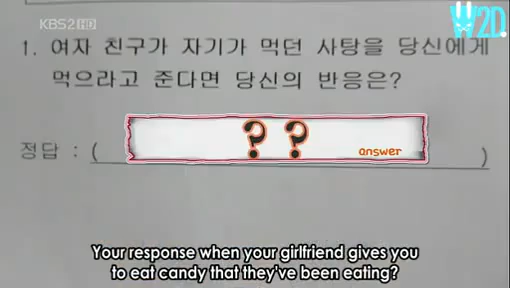 KBS2 HD
W2D
1. 여자 친구가 자기가 먹던 사탕을 당신에게
먹으라고 준다면 당신의 반응은?
정답 : (
? ?
answer
)
Your response when your girlfriend gives you
to eat candy that they've been eating?